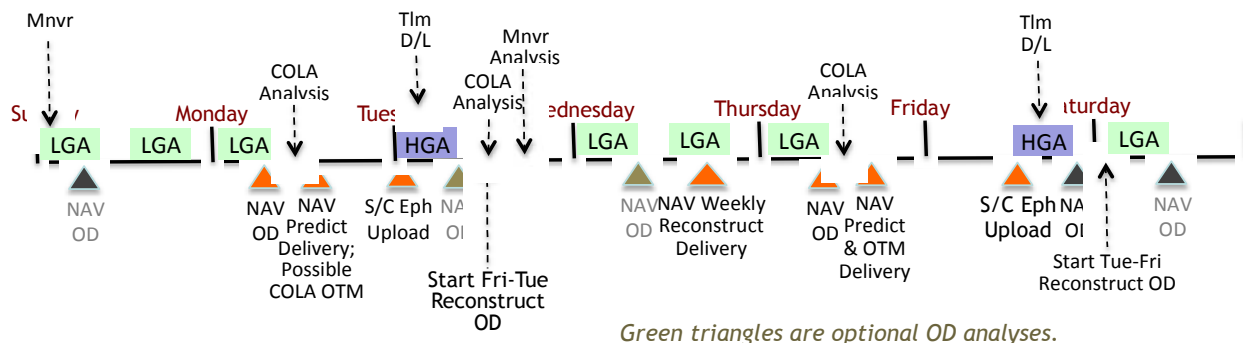 Mnvr
Tlm
D/L
Mnvr
Analysis
COLA
Analysis
COLA
Analysis
COLA
Analysis
Tlm
D/L
Monday
Thursday
Friday
LGA
LGA
LGA
HGA
LGA
LGA
LGA
HGA
LGA
NAV
OD
NAV
OD
NAV
Predict
Delivery;
Possible
COLA OTM
S/C Eph
Upload
Start Fri-Tue
Reconstruct
OD
NAV
OD
NAV Weekly
Reconstruct
Delivery
NAV
OD
NAV
Predict
& OTM
Delivery
S/C Eph
Upload
Start Tue-Fri
Reconstruct OD
NAV
OD
Green triangles are optional OD analyses.